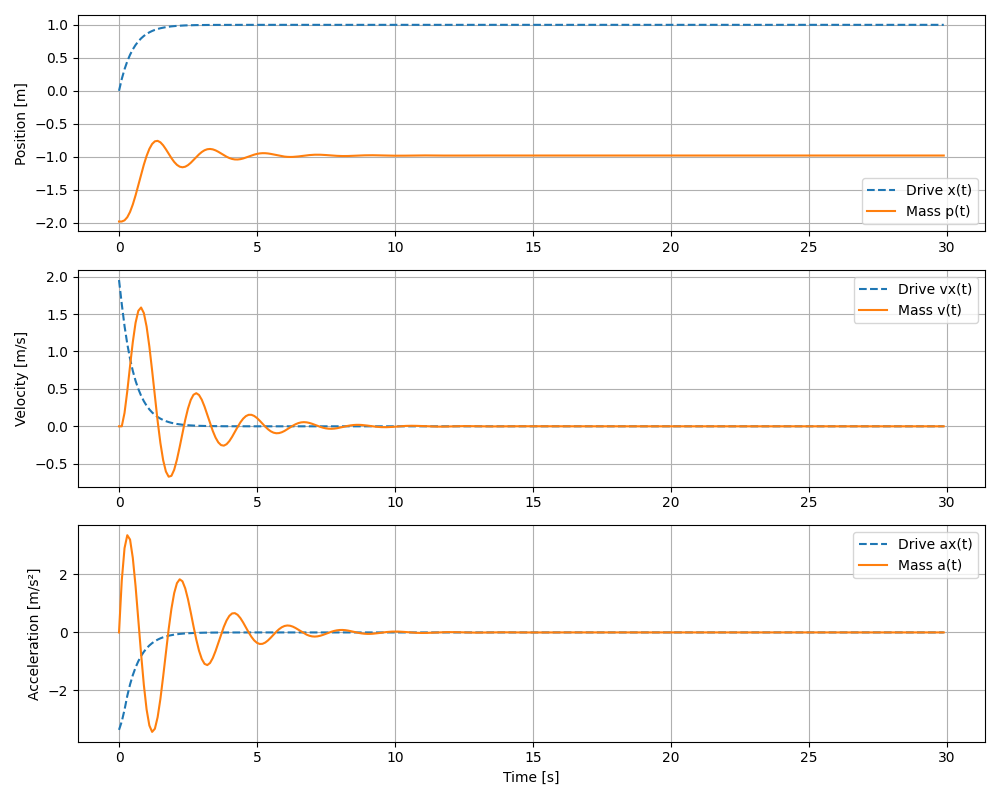 Position [m]
1.0
0.5
0.0
−0.5
−1.0
−1.5
−2.0
Drive x(t)
Mass p(t)
0 5 10 15 20 25 30
Velocity [m/s]
2.0
1.5
1.0
0.5
0.0
−0.5
Drive vx(t)
Mass v(t)
0 5 10 15 20 25 30
Acceleration [m/s²]
2
0
−2
Drive ax(t)
Mass a(t)
0 5 10 15 20 25 30
Time [s]